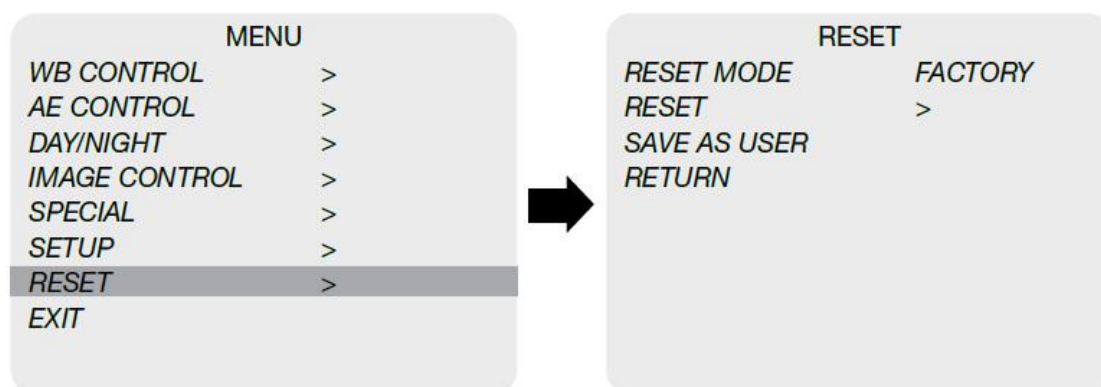 MENU
WB CONTROL >
AE CONTROL >
DAY/NIGHT >
IMAGE CONTROL >
SPECIAL >
SETUP >
RESET >
EXIT
RESET
RESET MODE FACTORY
RESET >
SAVE AS USER
RETURN